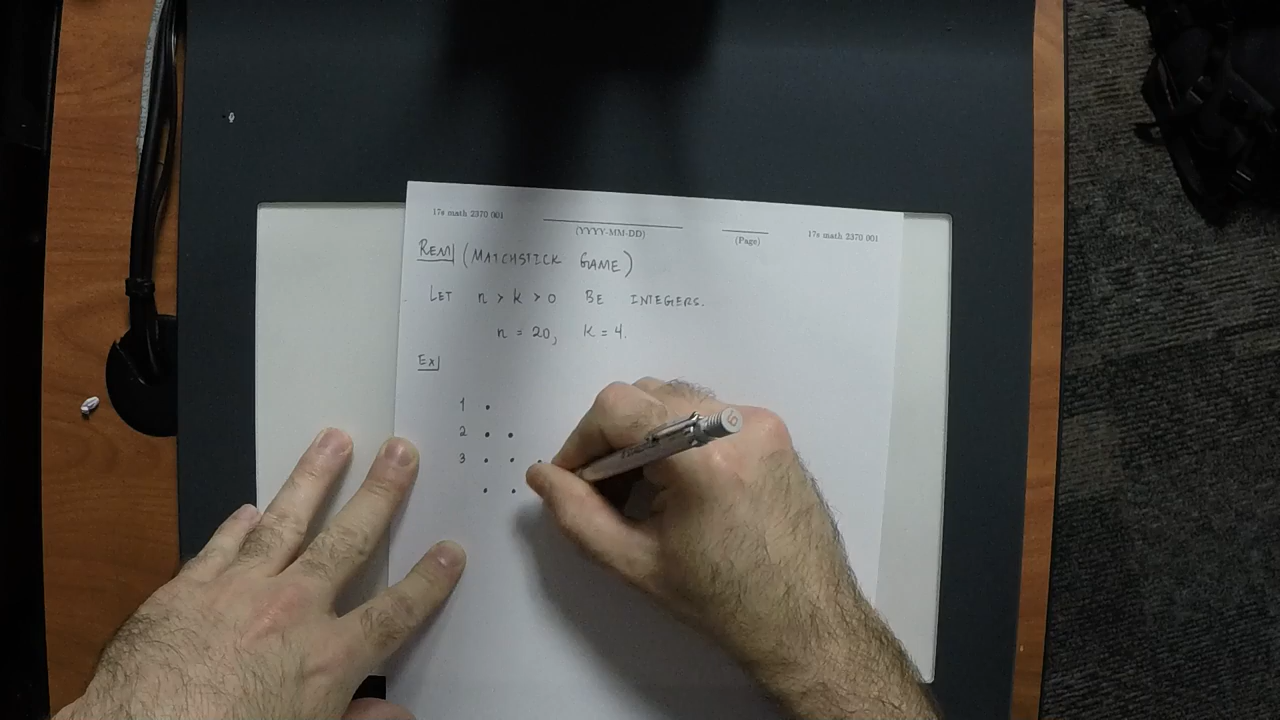 17s math 2370 001 (YYYY-MM-DD) (Page) 17s math 2370 001
REM (MATCHSTICK GAME)
LET n > k > 0 BE INTEGERS.
n = 20, k = 4.
EX
1 .
2 . .
3 . . .
. .
6